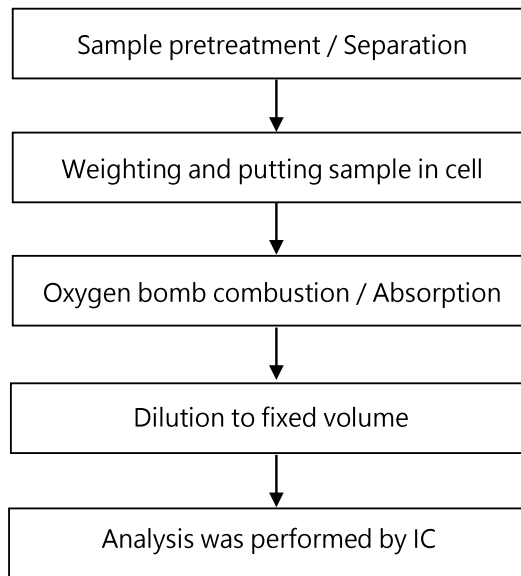 Sample pretreatment / Separation
Weighting and putting sample in cell
Oxygen bomb combustion / Absorption
Dilution to fixed volume
Analysis was performed by IC